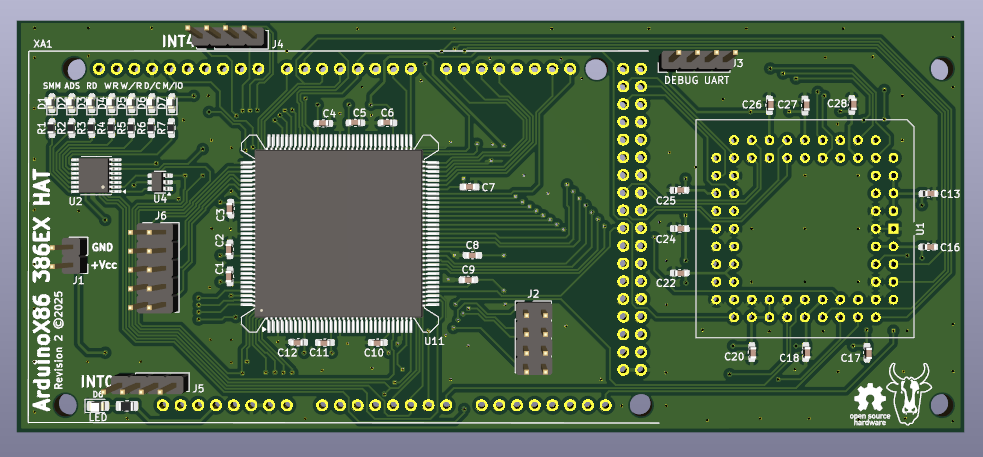 XA1
INT4
J4
J3
DEBUG UART
SMM ADS RD WR W/R D/C M/IO
D1 D2 D3 D4 D5 D6 D7
R1 R2 R3 R4 R5 R6 R7
C4 C5 C6
C26 C27 C28
U2
U4
C7
C25
C13
C3
J6
C2
C1
GND
+Vcc
J1
C8
C9
C24
C22
U1
C16
ArduinoX86 386EX HAT
Revision 2 ©2025
J2
U11
C12 C11 C10
C20 C18 C17
J5
LED
open source
hardware